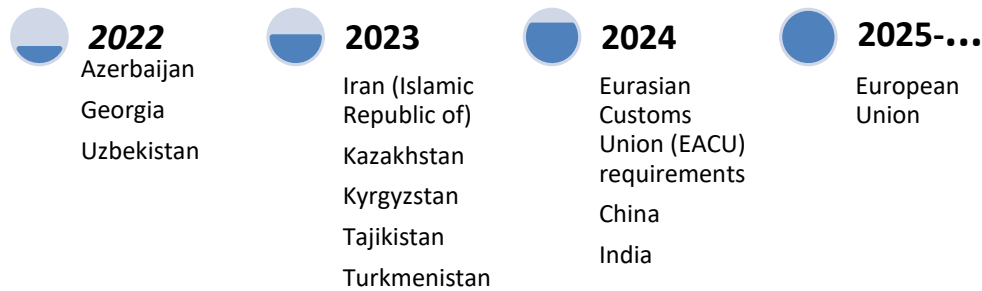 2022
Azerbaijan
Georgia
Uzbekistan
2023
Iran (Islamic
Republic of)
Kazakhstan
Kyrgyzstan
Tajikistan
Turkmenistan
2024
Eurasian
Customs
Union (EACU)
requirements
China
India
2025-...
European
Union